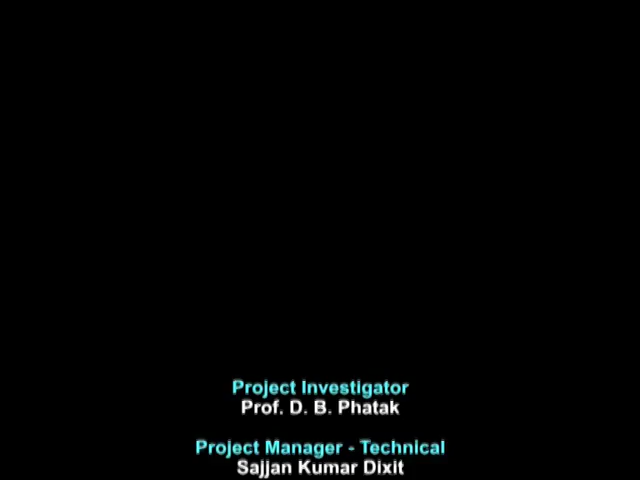 Project Investigator
Prof. D. B. Phatak
Project Manager - Technical
Sajjan Kumar Dixit